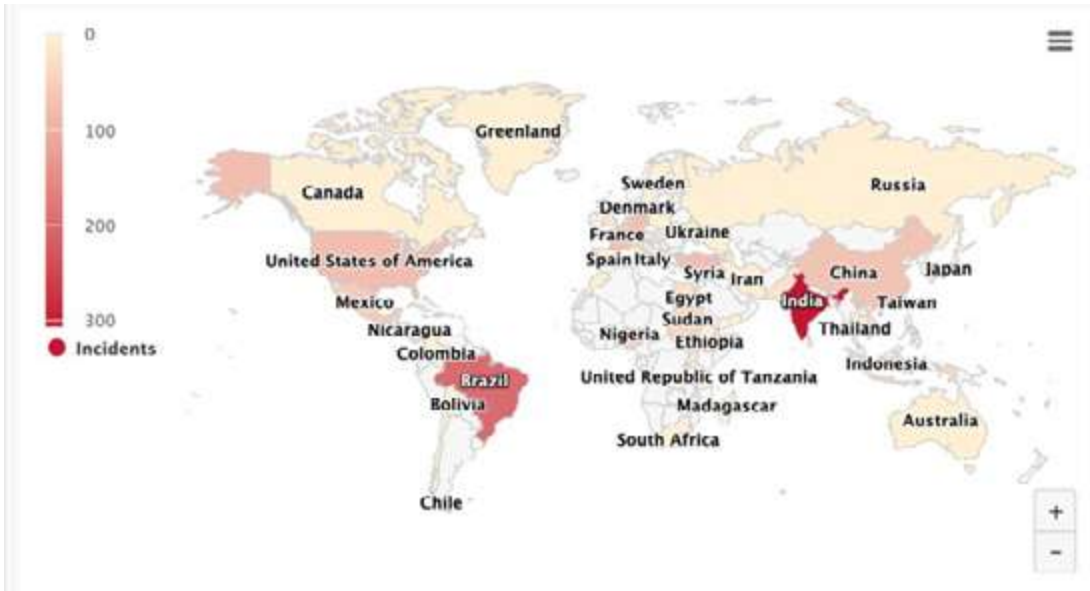 0
100
200
300
Incidents
Greenland
Canada
Sweden
Russia
Denmark
France
Ukraine
United States of America
Spain
Italy
Syria
Iran
China
Japan
Mexico
Egypt
India
Taiwan
Nicaragua
Sudan
Nigeria
Ethiopia
Thailand
Colombia
Indonesia
Brazil
United Republic of Tanzania
Bolivia
Madagascar
Australia
South Africa
Chile
+
-